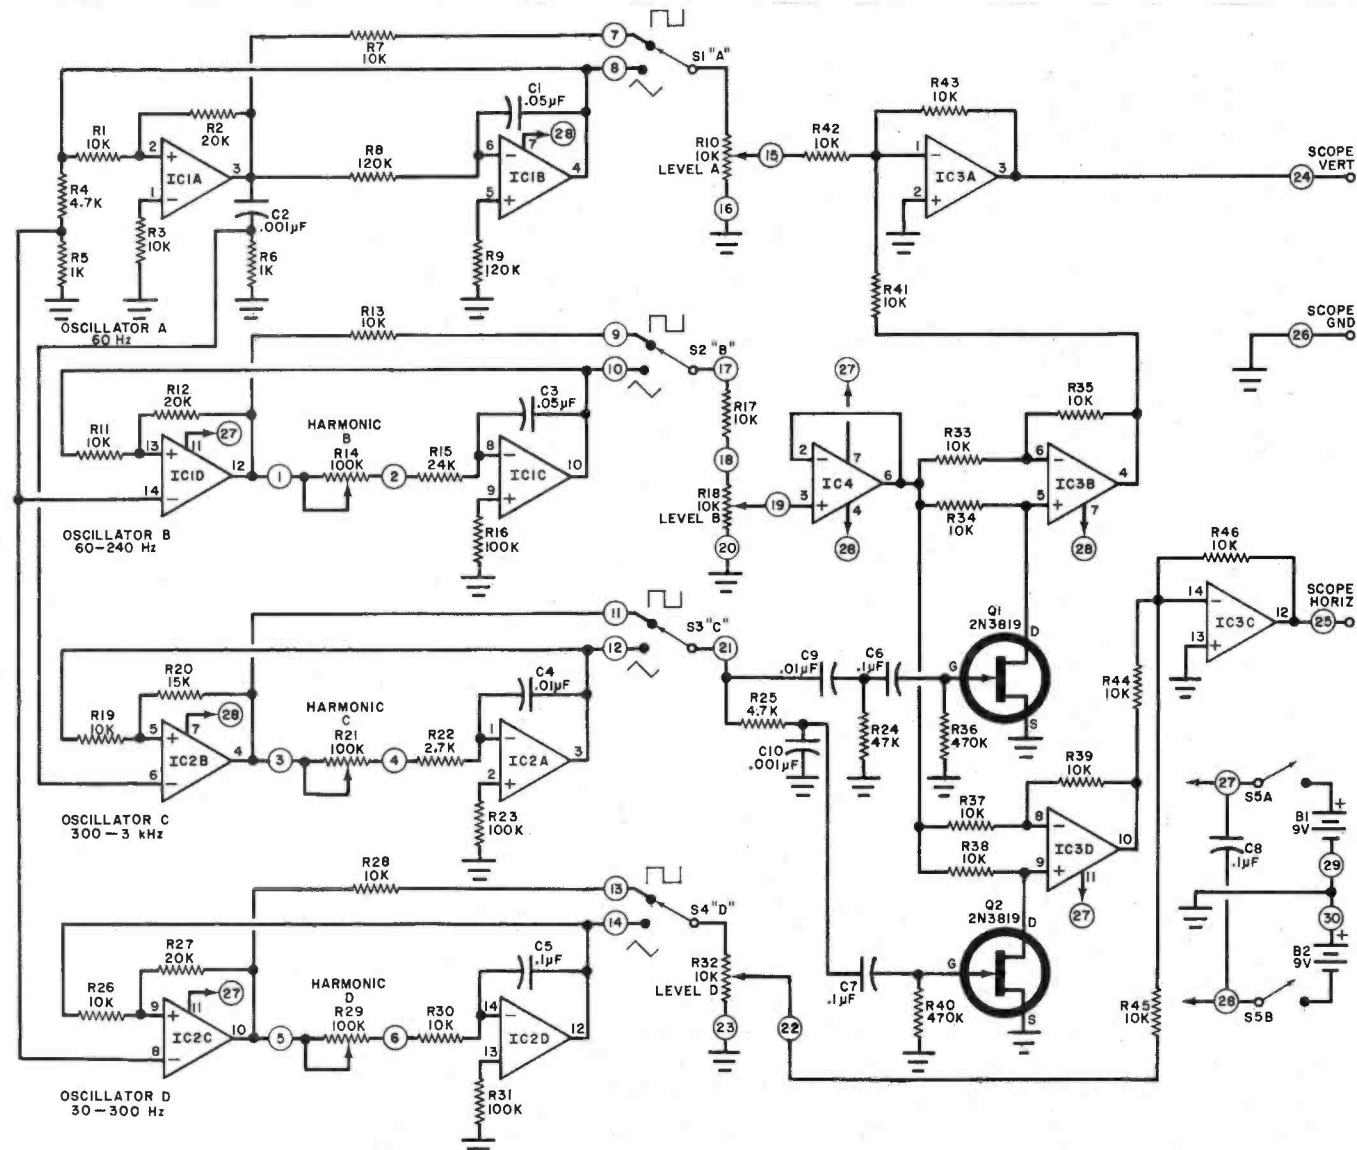 R7
10K
7
8
S1 "A"
R1
10K
R2
20K
2
+
IC1A
3
1
−
R4
4.7K
R5
1K
R3
10K
C2
.001µF
R6
1K
R8
120K
C1
.05µF
6
−
7
28
IC1B
4
5
+
R9
120K
R10
10K
LEVEL A
15
16
R42
10K
R43
10K
1
−
IC3A
3
2
+
24
SCOPE
VERT
R41
10K
26
SCOPE
GND
OSCILLATOR A
60 Hz
R13
10K
9
10
S2 "B"
17
R12
20K
R11
10K
13
+
11
27
IC1D
12
14
−
1
HARMONIC
B
R14
100K
2
R15
24K
C3
.05µF
8
−
IC1C
10
9
+
R16
100K
R17
10K
18
R18
10K
LEVEL B
19
20
OSCILLATOR B
60–240 Hz
27
2
−
7
IC4
6
3
+
4
28
R33
10K
R34
10K
R35
10K
6
−
IC3B
4
5
+
7
28
11
12
S3 "C"
21
R20
15K
R19
10K
5
+
7
28
IC2B
4
6
−
3
HARMONIC
C
R21
100K
4
R22
2.7K
C4
.01µF
1
−
IC2A
3
2
+
R23
100K
OSCILLATOR C
300–3 kHz
R25
4.7K
C10
.001µF
C9
.01µF
C6
.1µF
R24
47K
R36
470K
Q1
2N3819
D
G
S
R46
10K
14
−
IC3C
12
13
+
25
SCOPE
HORIZ
R44
10K
R39
10K
R37
10K
R38
10K
8
−
IC3D
10
9
+
11
27
27
S5A
B1
9V
+
C8
.1µF
29
30
B2
9V
+
28
S5B
R28
10K
13
14
S4 "D"
R27
20K
R26
10K
9
+
11
27
IC2C
10
8
−
5
HARMONIC
D
R29
100K
6
R30
10K
C5
.1µF
14
−
IC2D
12
13
+
R31
100K
R32
10K
LEVEL D
23
22
C7
.1µF
R40
470K
Q2
2N3819
D
G
S
R45
10K
OSCILLATOR D
30–300 Hz